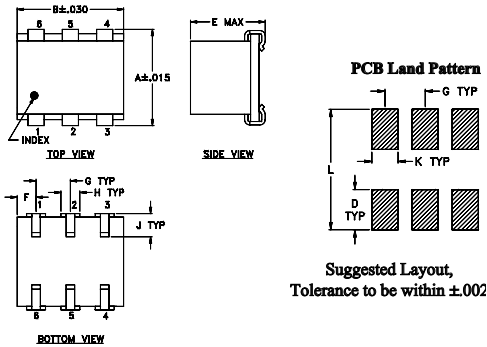 B±.030
E MAX
6 5 4
A±.015
PCB Land Pattern
G TYP
INDEX
1 2 3
TOP VIEW
SIDE VIEW
K TYP
L
D
TYP
G TYP
H TYP
F
1 2 3
J TYP
6 5 4
BOTTOM VIEW
Suggested Layout,
Tolerance to be within ±.002